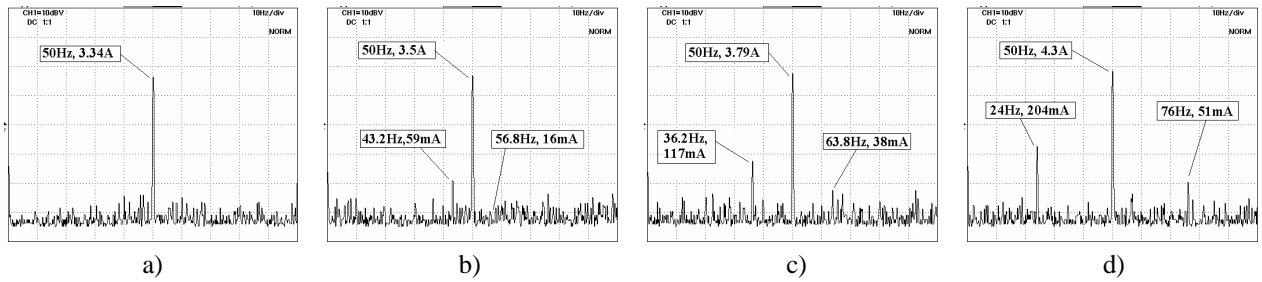 CH1=10dBV
DC 1:1
10Hz/div
NORM
50Hz, 3.34A
a)
CH1=10dBV
DC 1:1
10Hz/div
NORM
50Hz, 3.5A
43.2Hz,59mA
56.8Hz, 16mA
b)
CH1=10dBV
DC 1:1
10Hz/div
NORM
50Hz, 3.79A
36.2Hz,
117mA
63.8Hz, 38mA
c)
CH1=10dBV
DC 1:1
10Hz/div
NORM
50Hz, 4.3A
24Hz, 204mA
76Hz, 51mA
d)